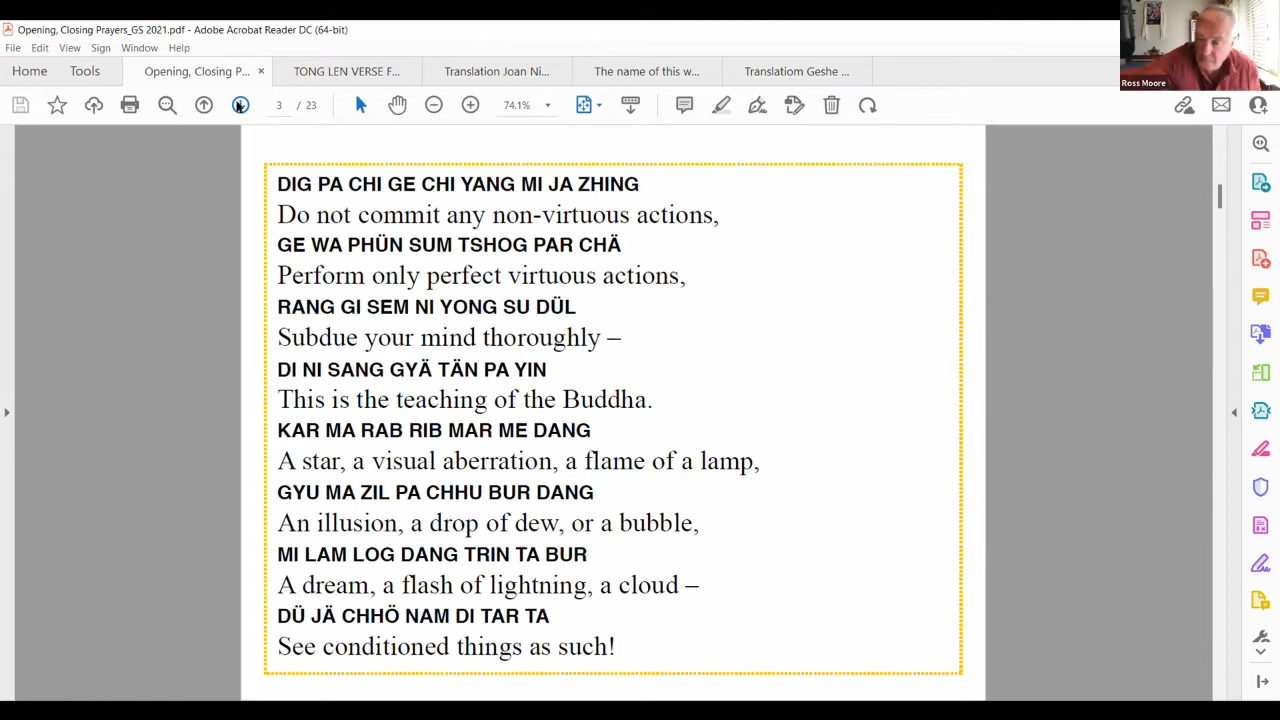 Opening, Closing Prayers_GS 2021.pdf - Adobe Acrobat Reader DC (64-bit)
File Edit View Sign Window Help
Home Tools Opening, Closing P... × TONG LEN VERSE F... Translation Joan Ni... The name of this w... Translatiom Geshe ...
3 / 23 74.1%
Ross Moore
DIG PA CHI GE CHI YANG MI JA ZHING
Do not commit any non-virtuous actions,
GE WA PHÜN SUM TSHOG PAR CHÄ
Perform only perfect virtuous actions,
RANG GI SEM NI YONG SU DÜL
Subdue your mind thoroughly –
DI NI SANG GYÄ TÄN PA YIN
This is the teaching of the Buddha.
KAR MA RAB RIB MAR ME DANG
A star, a visual aberration, a flame of a lamp,
GYU MA ZIL PA CHHU BUR DANG
An illusion, a drop of dew, or a bubble,
MI LAM LOG DANG TRIN TA BUR
A dream, a flash of lightning, a cloud –
DÜ JÄ CHHÖ NAM DI TAR TA
See conditioned things as such!